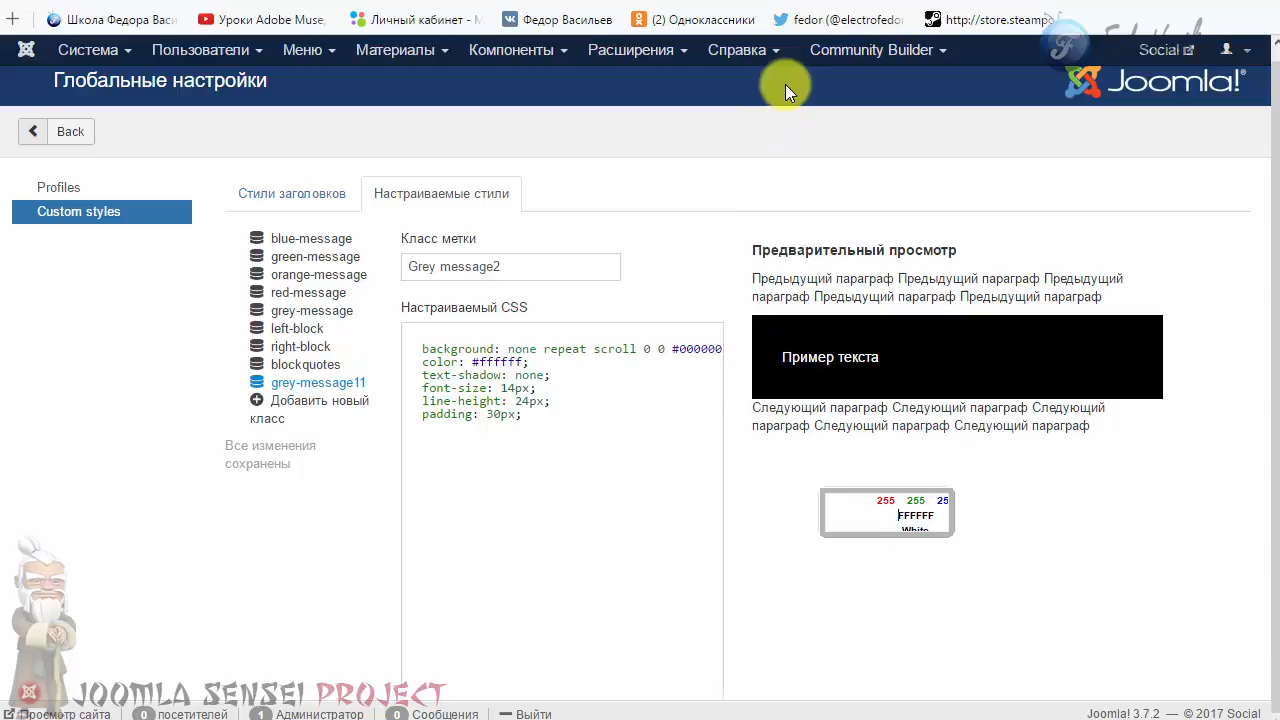 Школа Федора Васи
Уроки Adobe Muse,
Личный кабинет - М
Федор Васильев
(2) Одноклассники
fedor (@electrofedor
http://store.steamp
Система
Пользователи
Меню
Материалы
Компоненты
Расширения
Справка
Community Builder
Social
Глобальные настройки
Joomla!®
Back
Profiles
Custom styles
Стили заголовков
Настраиваемые стили
blue-message
green-message
orange-message
red-message
grey-message
left-block
right-block
blockquotes
grey-message11
Добавить новый
класс
Все изменения
сохранены
Класс метки
Grey message2
Настраиваемый CSS
background: none repeat scroll 0 0 #000000
color: #ffffff;
text-shadow: none;
font-size: 14px;
line-height: 24px;
padding: 30px;
Предварительный просмотр
Предыдущий параграф Предыдущий параграф Предыдущий
параграф Предыдущий параграф Предыдущий параграф
Пример текста
Следующий параграф Следующий параграф Следующий
параграф Следующий параграф Следующий параграф
255 255 25
FFFFFF
White
JOOMLA SENSEI PROJECT
Просмотр сайта
0 посетителей
1 Администратор
0 Сообщения
Выйти
Joomla! 3.7.2 — © 2017 Social